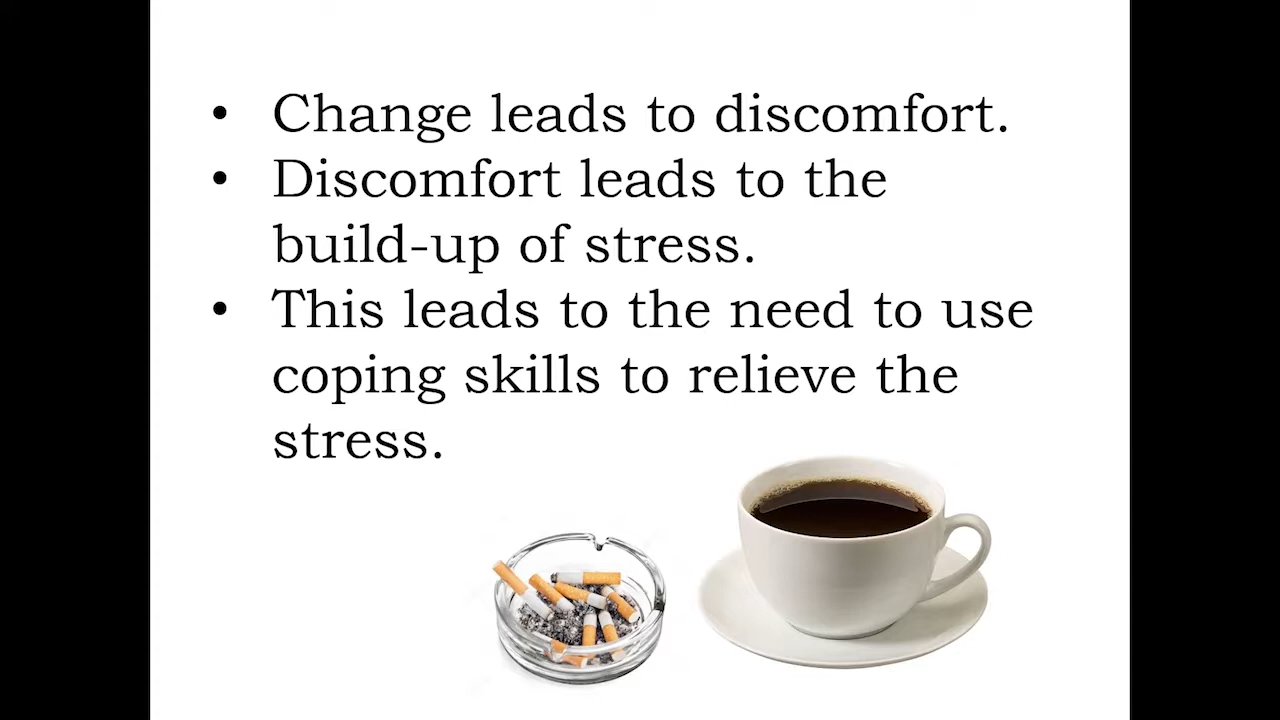 • Change leads to discomfort.
• Discomfort leads to the
build-up of stress.
• This leads to the need to use
coping skills to relieve the
stress.